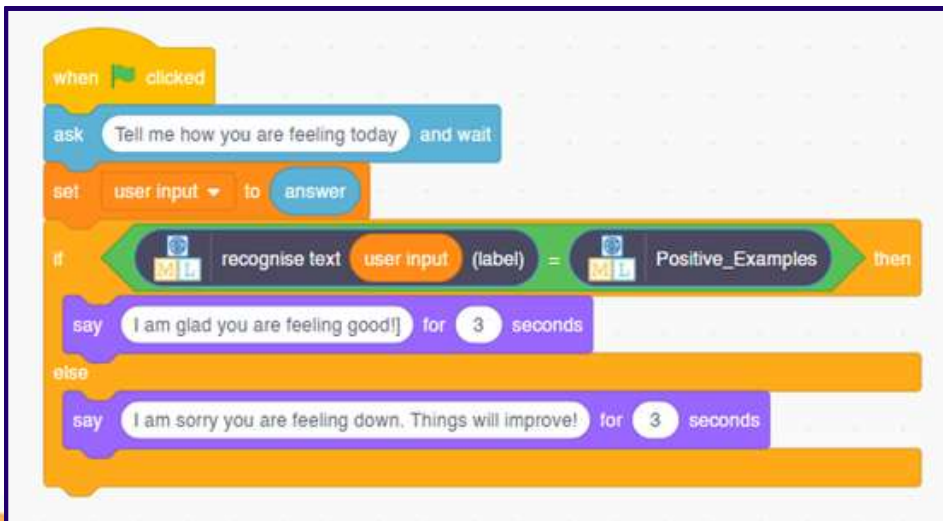 when clicked
ask Tell me how you are feeling today and wait
set user input to answer
if ML recognise text user input (label) = ML Positive_Examples then
say I am glad you are feeling good!] for 3 seconds
else
say I am sorry you are feeling down. Things will improve! for 3 seconds